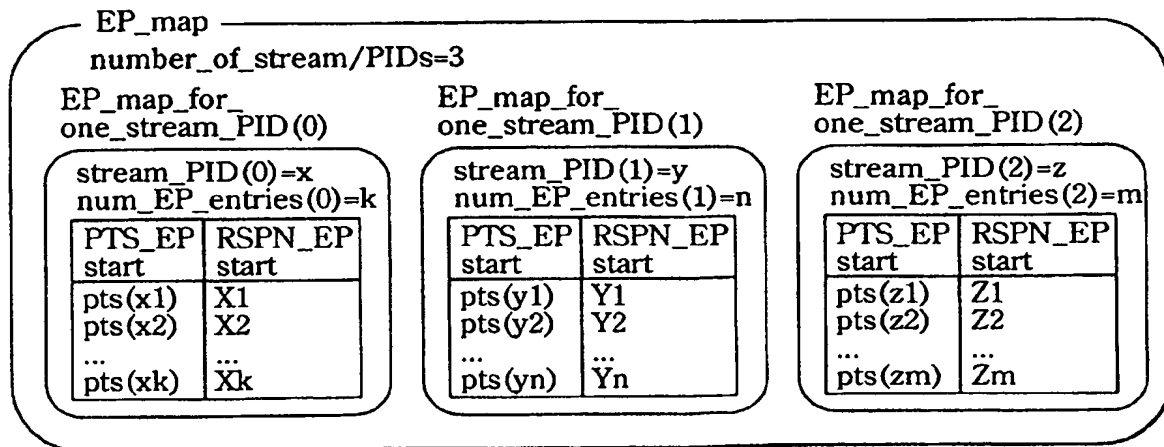 EP_map
number_of_stream/PIDs=3
EP_map_for_
one_stream_PID(0)
stream_PID(0)=x
num_EP_entries(0)=k
PTS_EP RSPN_EP
start start
pts(x1) X1
pts(x2) X2
... ...
pts(xk) Xk
EP_map_for_
one_stream_PID(1)
stream_PID(1)=y
num_EP_entries(1)=n
PTS_EP RSPN_EP
start start
pts(y1) Y1
pts(y2) Y2
... ...
pts(yn) Yn
EP_map_for_
one_stream_PID(2)
stream_PID(2)=z
num_EP_entries(2)=m
PTS_EP RSPN_EP
start start
pts(z1) Z1
pts(z2) Z2
... ...
pts(zm) Zm